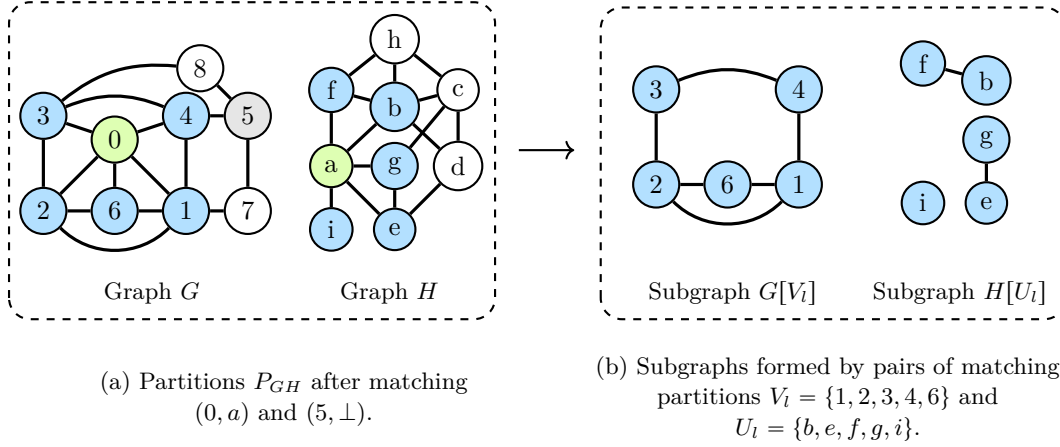 8
3
4
5
0
2
6
1
7
Graph G
h
f
b
c
a
g
d
i
e
Graph H
3
4
2
6
1
Subgraph G[V_l]
f
b
g
i
e
Subgraph H[U_l]
(a) Partitions P_{GH} after matching
(0, a) and (5, ⊥).
(b) Subgraphs formed by pairs of matching
partitions V_l = {1, 2, 3, 4, 6} and
U_l = {b, e, f, g, i}.